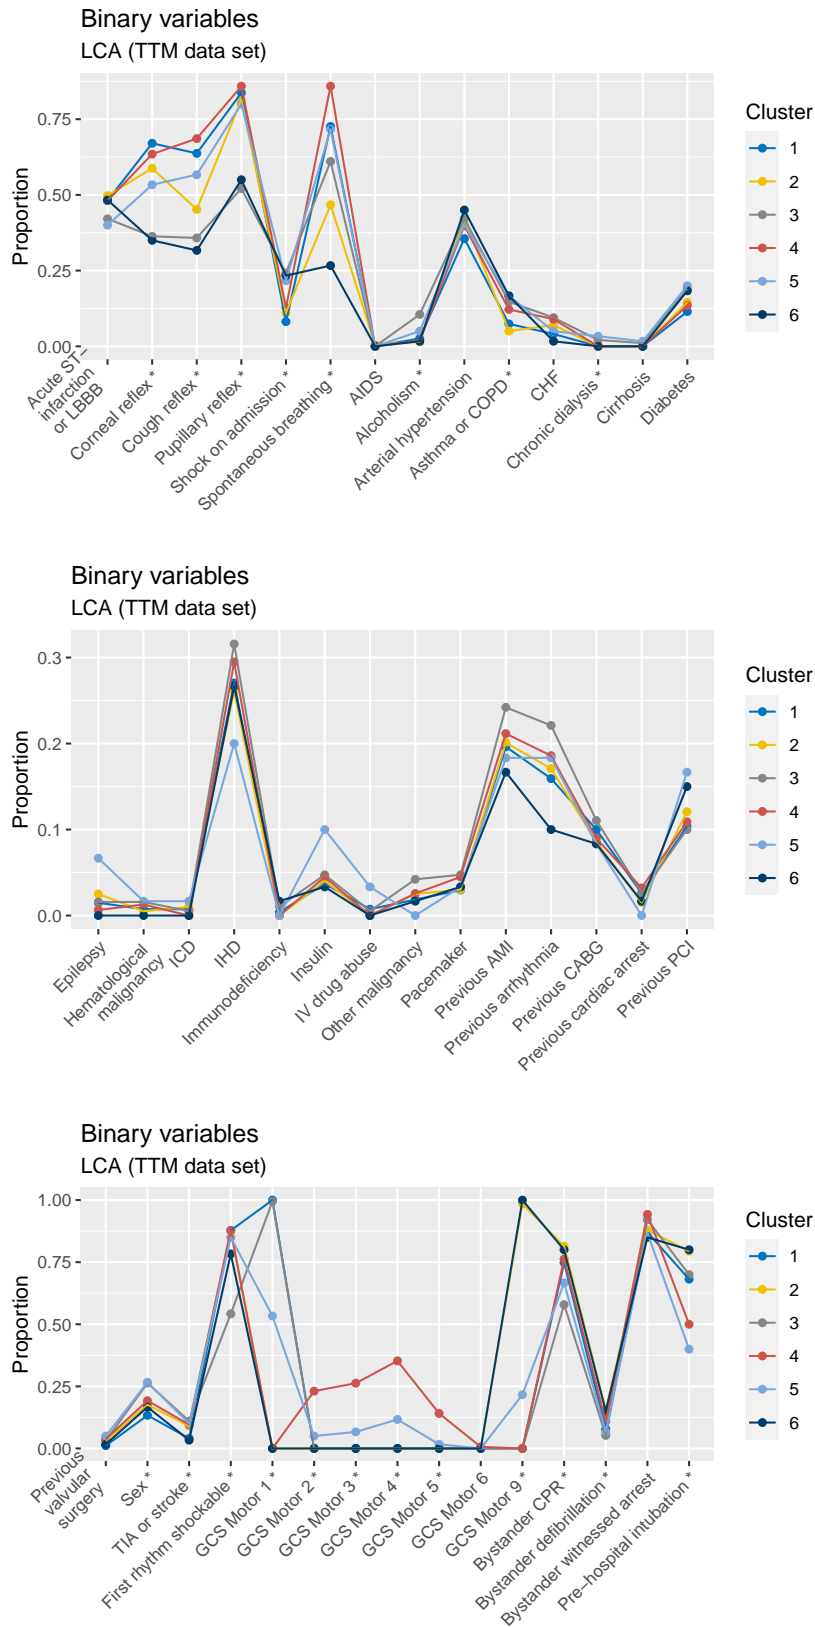 Binary variables
LCA (TTM data set)
Proportion
0.75
0.50
0.25
0.00
Acute ST−
infarction
or LBBB
Corneal reflex *
Cough reflex *
Pupillary reflex *
Shock on admission *
Spontaneous breathing *
AIDS
Alcoholism *
Arterial hypertension
Asthma or COPD *
CHF
Chronic dialysis *
Cirrhosis
Diabetes
Cluster
1
2
3
4
5
6
Binary variables
LCA (TTM data set)
Proportion
0.3
0.2
0.1
0.0
Epilepsy
Hematological
malignancy
ICD
IHD
Immunodeficiency
Insulin
IV drug abuse
Other malignancy
Pacemaker
Previous AMI
Previous arrhythmia
Previous CABG
Previous cardiac arrest
Previous PCI
Cluster
1
2
3
4
5
6
Binary variables
LCA (TTM data set)
Proportion
1.00
0.75
0.50
0.25
0.00
Previous
valvular
surgery
Sex *
TIA or stroke *
First rhythm shockable *
GCS Motor 1 *
GCS Motor 2 *
GCS Motor 3 *
GCS Motor 4 *
GCS Motor 5 *
GCS Motor 6
GCS Motor 9 *
Bystander CPR *
Bystander defibrillation *
Bystander witnessed arrest
Pre−hospital intubation *
Cluster
1
2
3
4
5
6